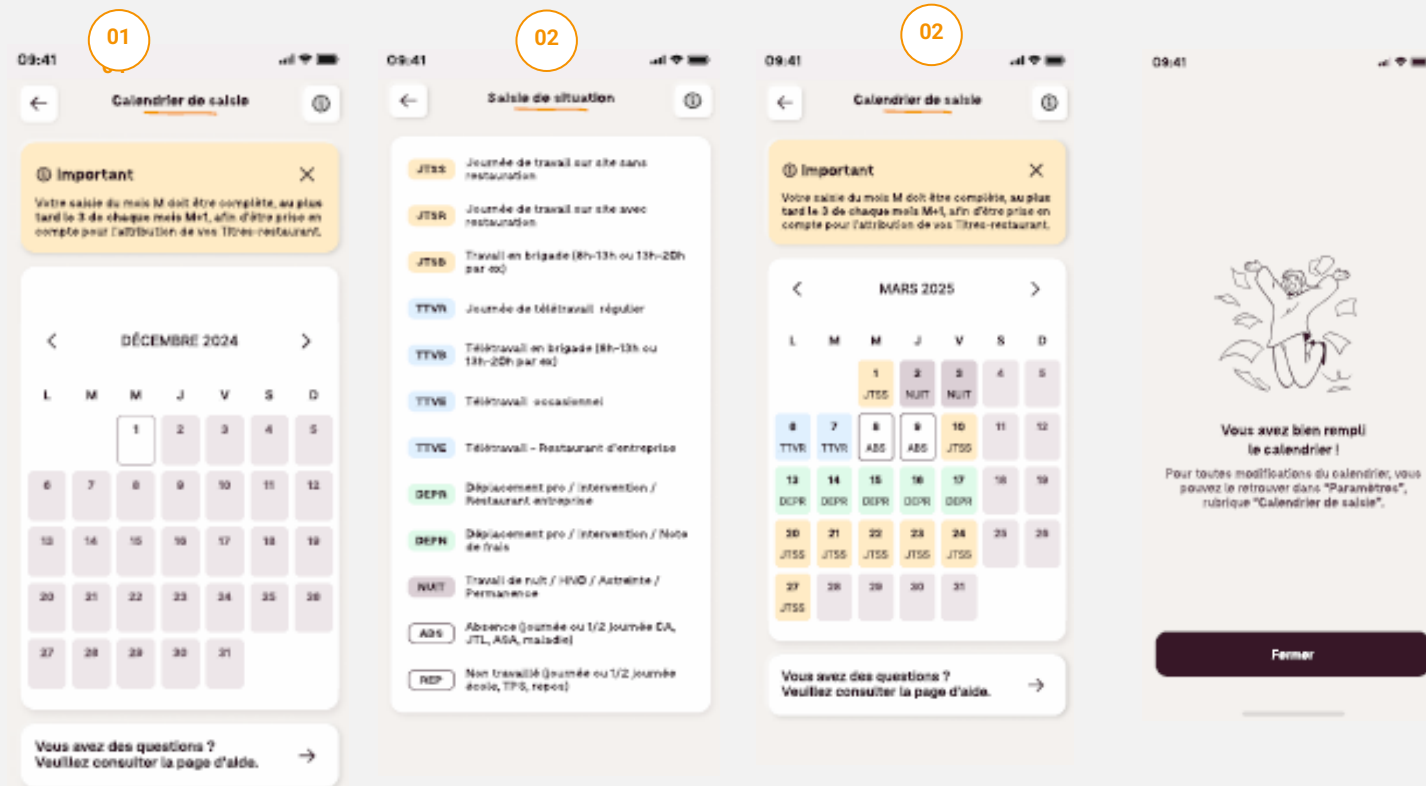 01
09:41
Calendrier de saisie
Important
Votre saisie du mois M doit être complète, au plus
tard le 3 de chaque mois M+1, afin d'être prise en
compte pour l'attribution de vos Titres-restaurant.
DÉCEMBRE 2024
L M M J V S D
1 2 3 4 5
6 7 8 9 10 11 12
13 14 15 16 17 18 19
20 21 22 23 24 25 26
27 28 29 30 31
Vous avez des questions ?
Veuillez consulter la page d'aide.
02
09:41
Saisie de situation
JTSS Journée de travail sur site sans
restauration
JTSR Journée de travail sur site avec
restauration
JTSB Travail en brigade (8h-13h ou 13h-20h
par ex)
TTVR Journée de télétravail régulier
TTVB Télétravail en brigade (8h-13h ou
13h-20h par ex)
Télétravail occasionnel
TTVE Télétravail - Restaurant d'entreprise
DEPR Déplacement pro / intervention /
Restaurant entreprise
DEPN Déplacement pro / intervention / Note
de frais
NUIT Travail de nuit / HNO / Astreinte /
Permanence
ABS Absence (journée ou 1/2 journée CA,
JTL, ASA, maladie)
REP Non travaillé (journée ou 1/2 journée
école, TPS, repos)
02
09:41
Calendrier de saisie
Important
Votre saisie du mois M doit être complète, au plus
tard le 3 de chaque mois M+1, afin d'être prise en
compte pour l'attribution de vos Titres-restaurant.
MARS 2025
L M M J V S D
1 2 3 4 5
JTSS NUIT NUIT
6 7 8 9 10 11 12
TTVR TTVR ABS ABS JTSS
13 14 15 16 17 18 19
DEPR DEPR DEPR DEPR DEPR
20 21 22 23 24 25 26
JTSS JTSS JTSS JTSS JTSS
27 28 29 30 31
JTSS
Vous avez des questions ?
Veuillez consulter la page d'aide.
09:41
Vous avez bien rempli
le calendrier !
Pour toutes modifications du calendrier, vous
pouvez le retrouver dans "Paramètres",
rubrique "Calendrier de saisie".
Fermer